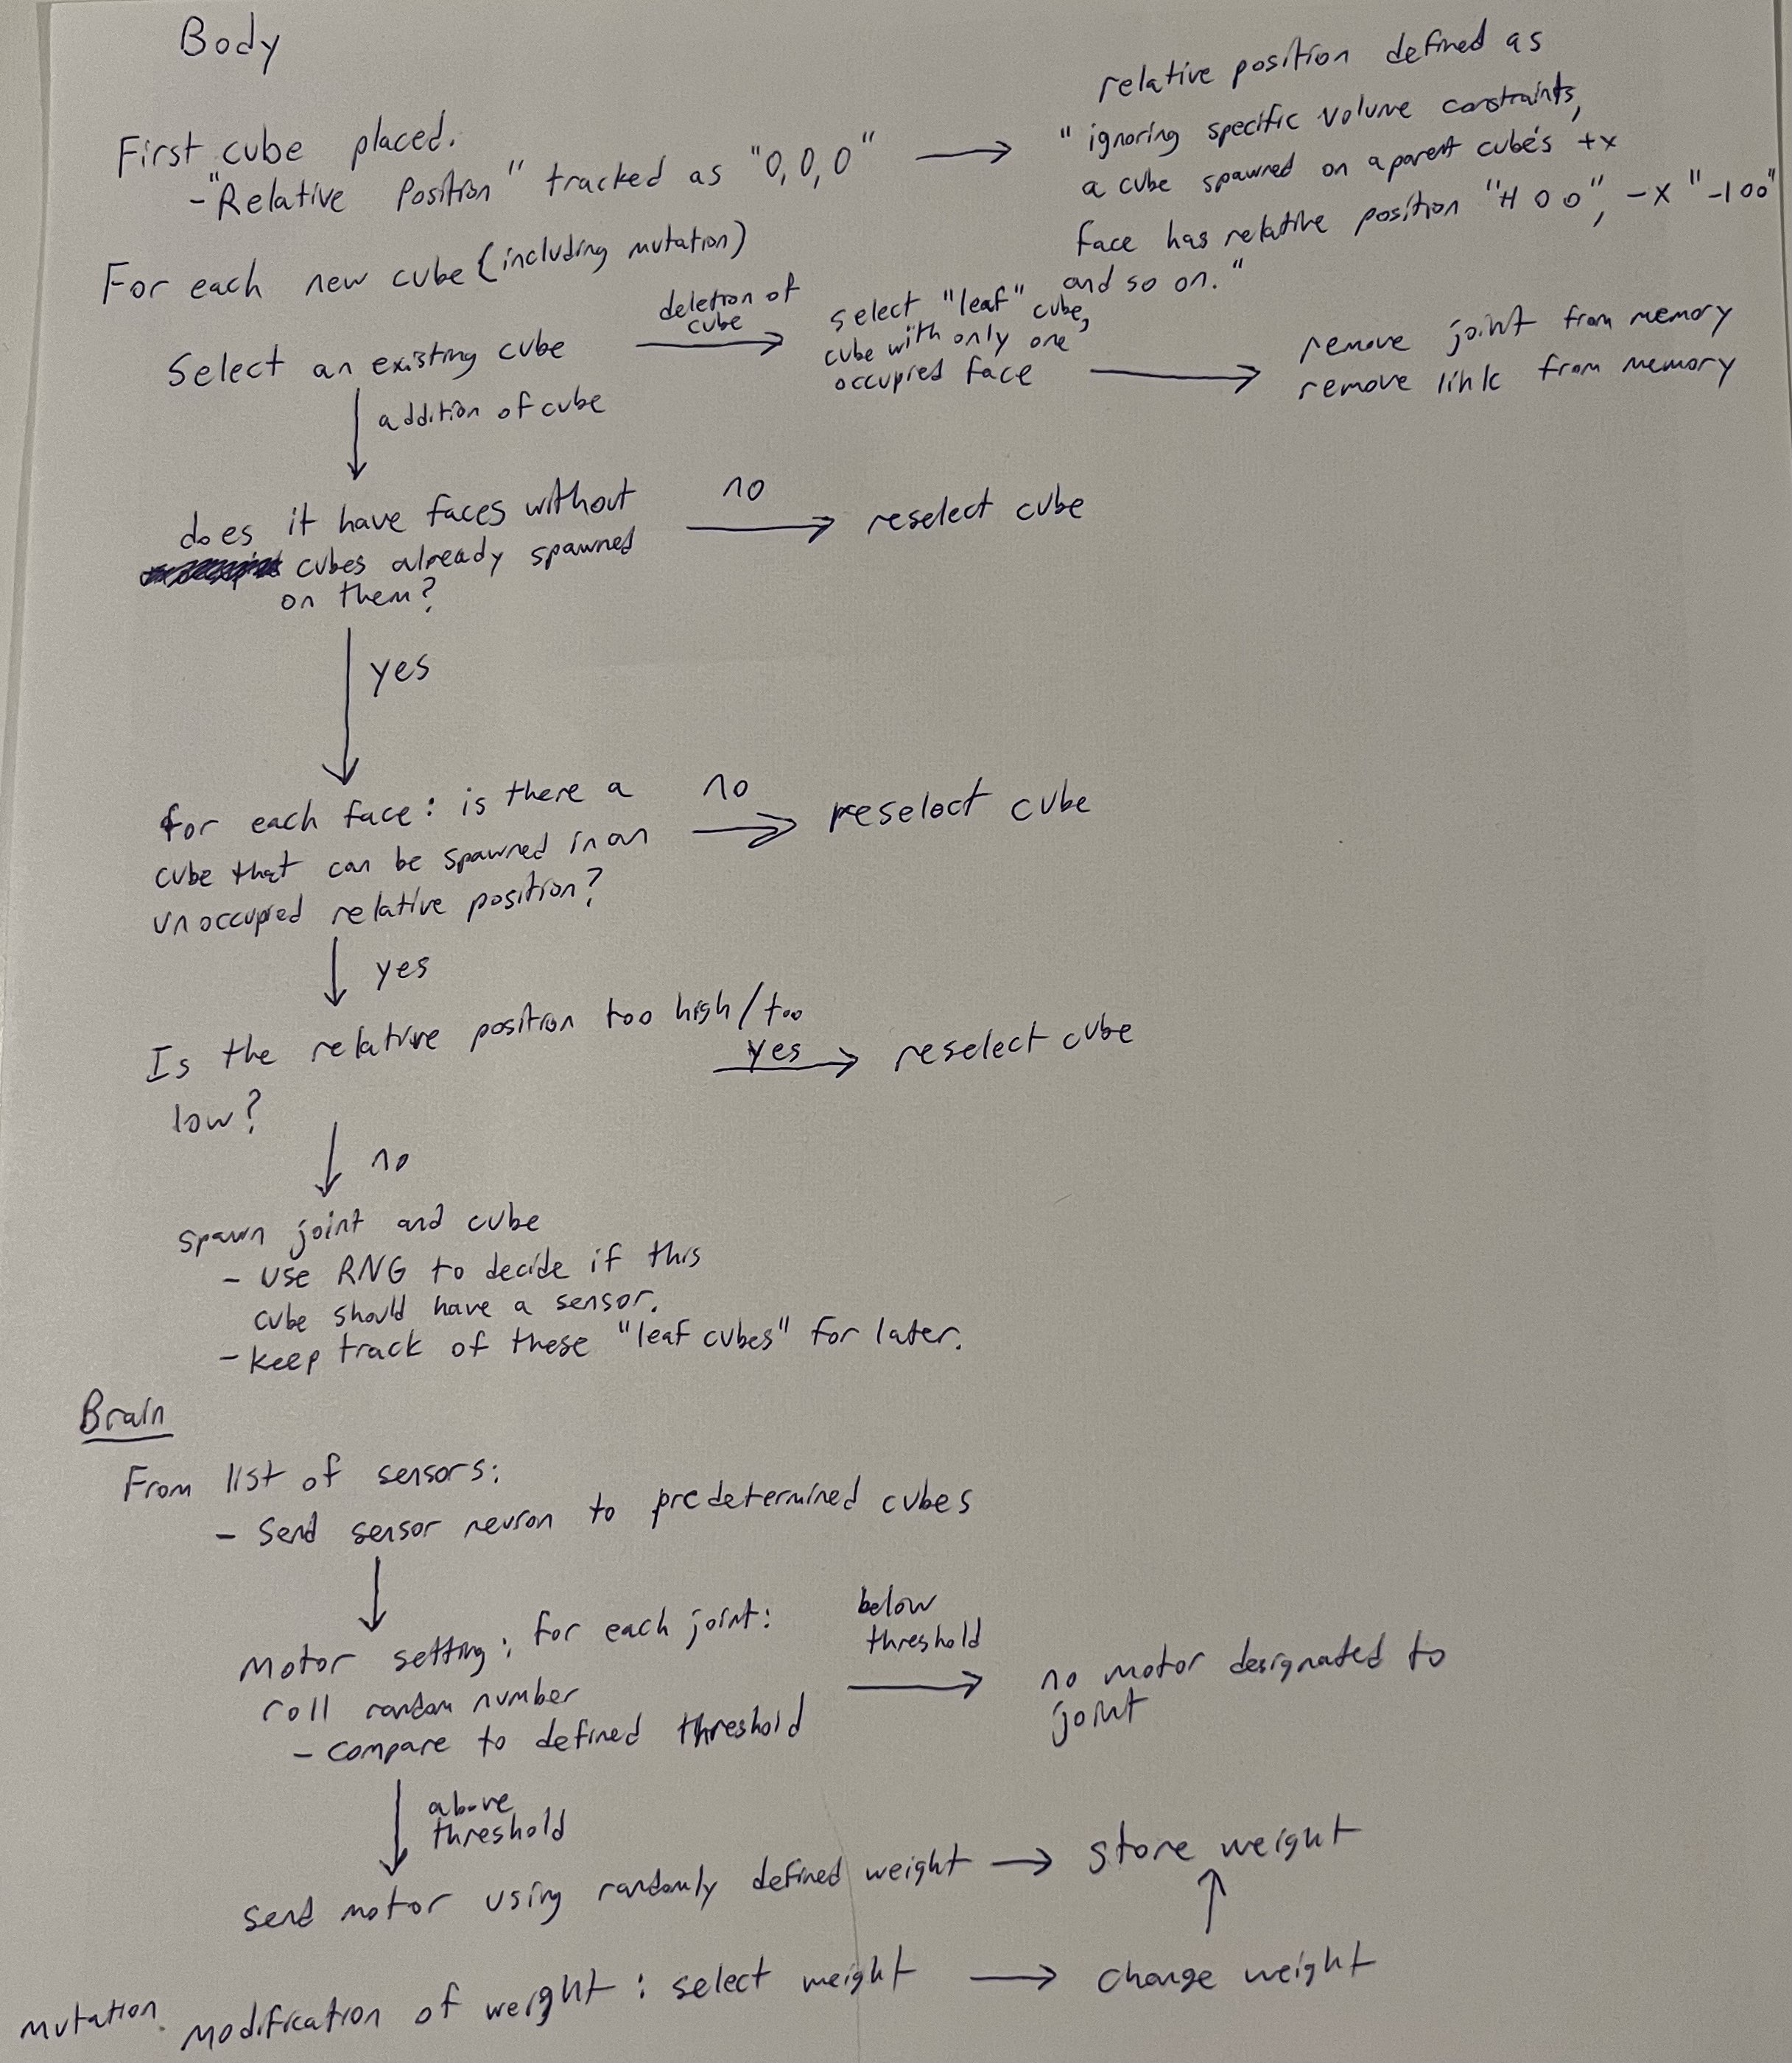 Body
First cube placed.
- "Relative Position" tracked as "0,0,0"
relative position defined as
"ignoring specific volume constraints,
a cube spawned on a parent cube's +x
face has relative position "+1 0 0", -x "-1 0 0"
and so on."
For each new cube (including mutation)
Select an existing cube
deletion of
cube
select "leaf" cube,
cube with only one
occupied face
remove joint from memory
remove link from memory
addition of cube
does it have faces without
cubes already spawned
on them?
no
reselect cube
yes
for each face: is there a
cube that can be spawned in an
unoccupied relative position?
no
reselect cube
yes
Is the relative position too high/too
low?
yes
reselect cube
no
spawn joint and cube
- use RNG to decide if this
cube should have a sensor.
- keep track of these "leaf cubes" for later.
Brain
From list of sensors:
- Send sensor neuron to predetermined cubes
Motor setting: for each joint:
roll random number
- compare to defined threshold
below
threshold
no motor designated to
joint
above
threshold
send motor using randomly defined weight
store weight
mutation. Modification of weight: select weight
change weight